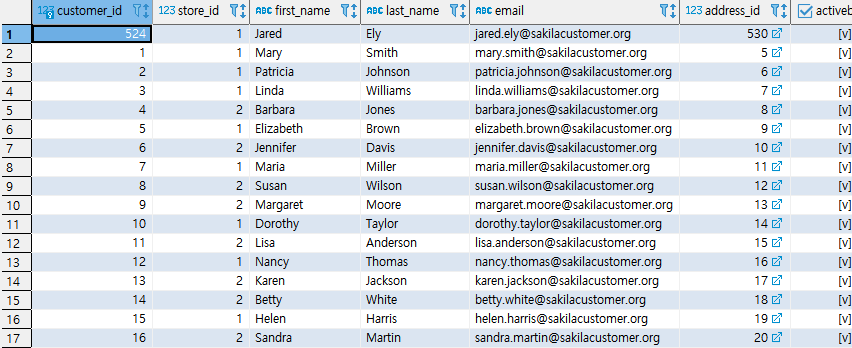 123 customer_id 123 store_id ABC first_name ABC last_name ABC email 123 address_id activeb
1 524 1 Jared Ely jared.ely@sakilacustomer.org 530 [v]
2 1 1 Mary Smith mary.smith@sakilacustomer.org 5 [v]
3 2 1 Patricia Johnson patricia.johnson@sakilacustomer.org 6 [v]
4 3 1 Linda Williams linda.williams@sakilacustomer.org 7 [v]
5 4 2 Barbara Jones barbara.jones@sakilacustomer.org 8 [v]
6 5 1 Elizabeth Brown elizabeth.brown@sakilacustomer.org 9 [v]
7 6 2 Jennifer Davis jennifer.davis@sakilacustomer.org 10 [v]
8 7 1 Maria Miller maria.miller@sakilacustomer.org 11 [v]
9 8 2 Susan Wilson susan.wilson@sakilacustomer.org 12 [v]
10 9 2 Margaret Moore margaret.moore@sakilacustomer.org 13 [v]
11 10 1 Dorothy Taylor dorothy.taylor@sakilacustomer.org 14 [v]
12 11 2 Lisa Anderson lisa.anderson@sakilacustomer.org 15 [v]
13 12 1 Nancy Thomas nancy.thomas@sakilacustomer.org 16 [v]
14 13 2 Karen Jackson karen.jackson@sakilacustomer.org 17 [v]
15 14 2 Betty White betty.white@sakilacustomer.org 18 [v]
16 15 1 Helen Harris helen.harris@sakilacustomer.org 19 [v]
17 16 2 Sandra Martin sandra.martin@sakilacustomer.org 20 [v]